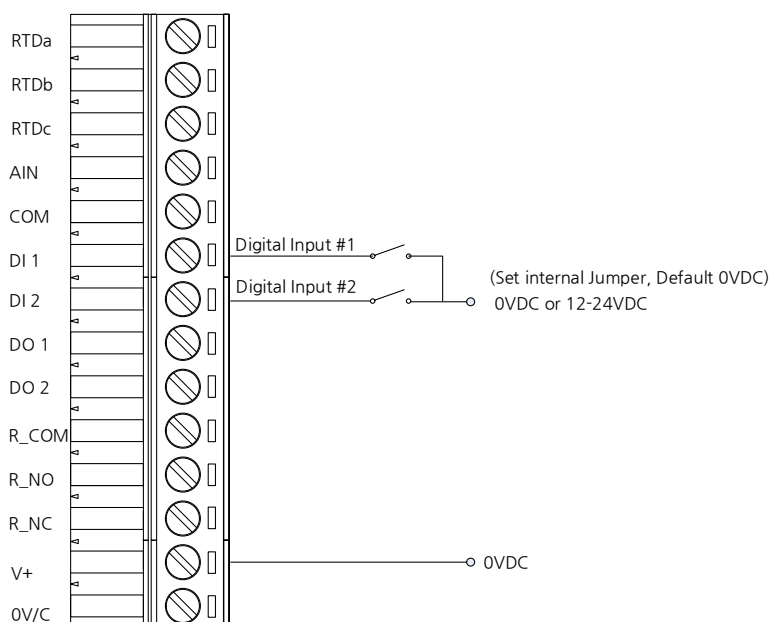 RTDa
RTDb
RTDc
AIN
COM
DI 1
DI 2
DO 1
DO 2
R_COM
R_NO
R_NC
V+
0V/C
Digital Input #1
Digital Input #2
(Set internal Jumper, Default 0VDC)
0VDC or 12-24VDC
0VDC